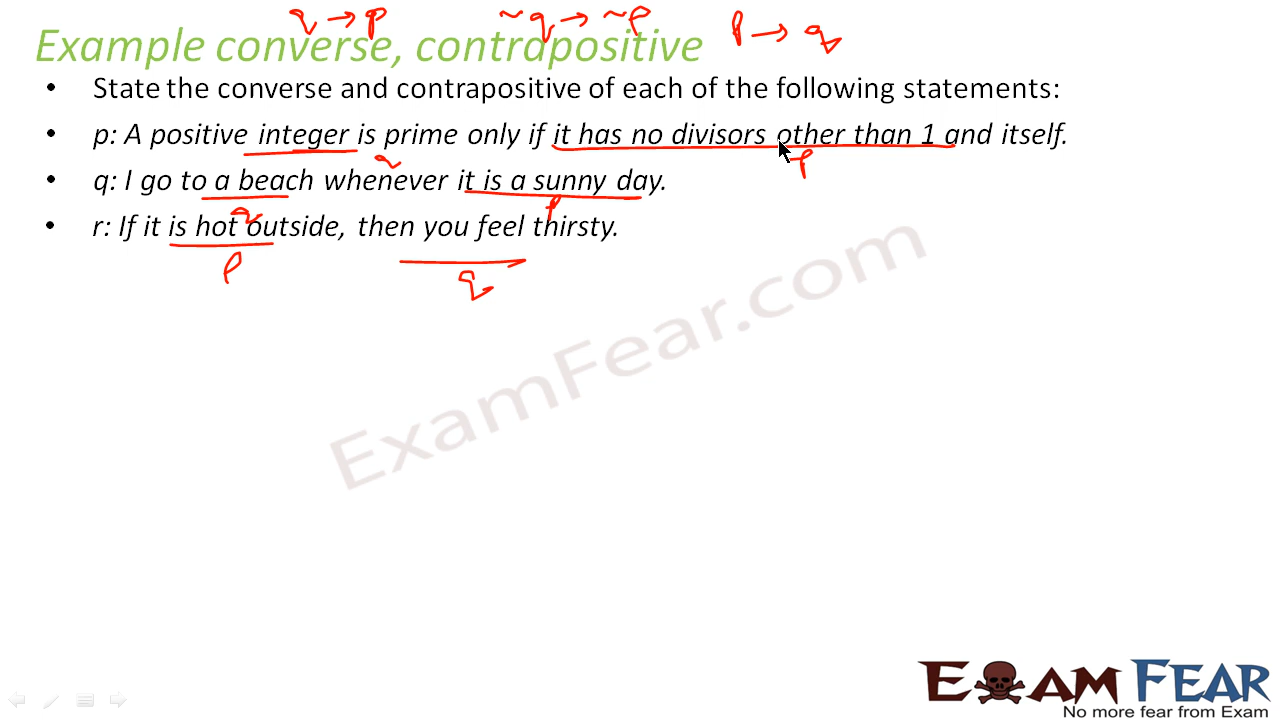 q → p ~q → ~p p → q
Example converse, contrapositive
• State the converse and contrapositive of each of the following statements:
• p: A positive integer is prime only if it has no divisors other than 1 and itself.
q p
• q: I go to a beach whenever it is a sunny day.
q p
• r: If it is hot outside, then you feel thirsty.
p q
ExamFear.com
EXAM FEAR
No more fear from Exam